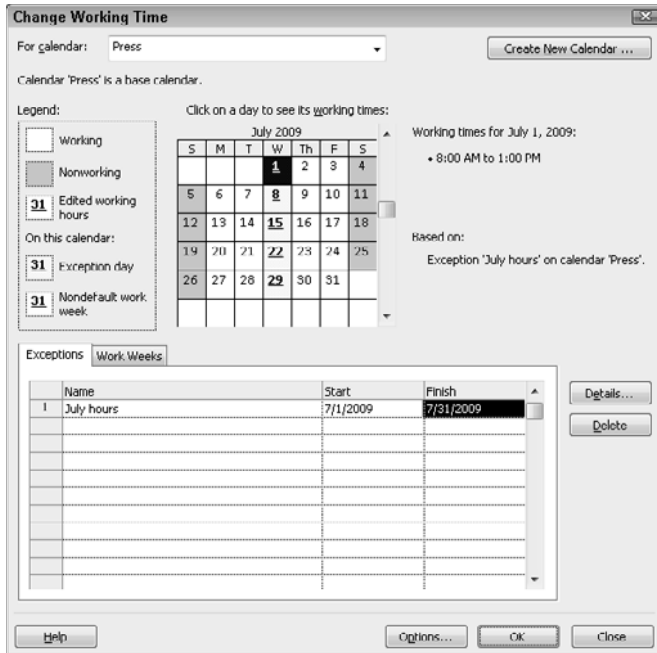 Change Working Time
For calendar: Press
Create New Calendar ...
Calendar 'Press' is a base calendar.
Legend:
Working
Nonworking
31 Edited working hours
On this calendar:
31 Exception day
31 Nondefault work week
Click on a day to see its working times:
July 2009
S M T W Th F S
1 2 3 4
5 6 7 8 9 10 11
12 13 14 15 16 17 18
19 20 21 22 23 24 25
26 27 28 29 30 31
Working times for July 1, 2009:
• 8:00 AM to 1:00 PM
Based on:
Exception 'July hours' on calendar 'Press'.
Exceptions Work Weeks
Name Start Finish
1 July hours 7/1/2009 7/31/2009
Details...
Delete
Help Options... OK Close